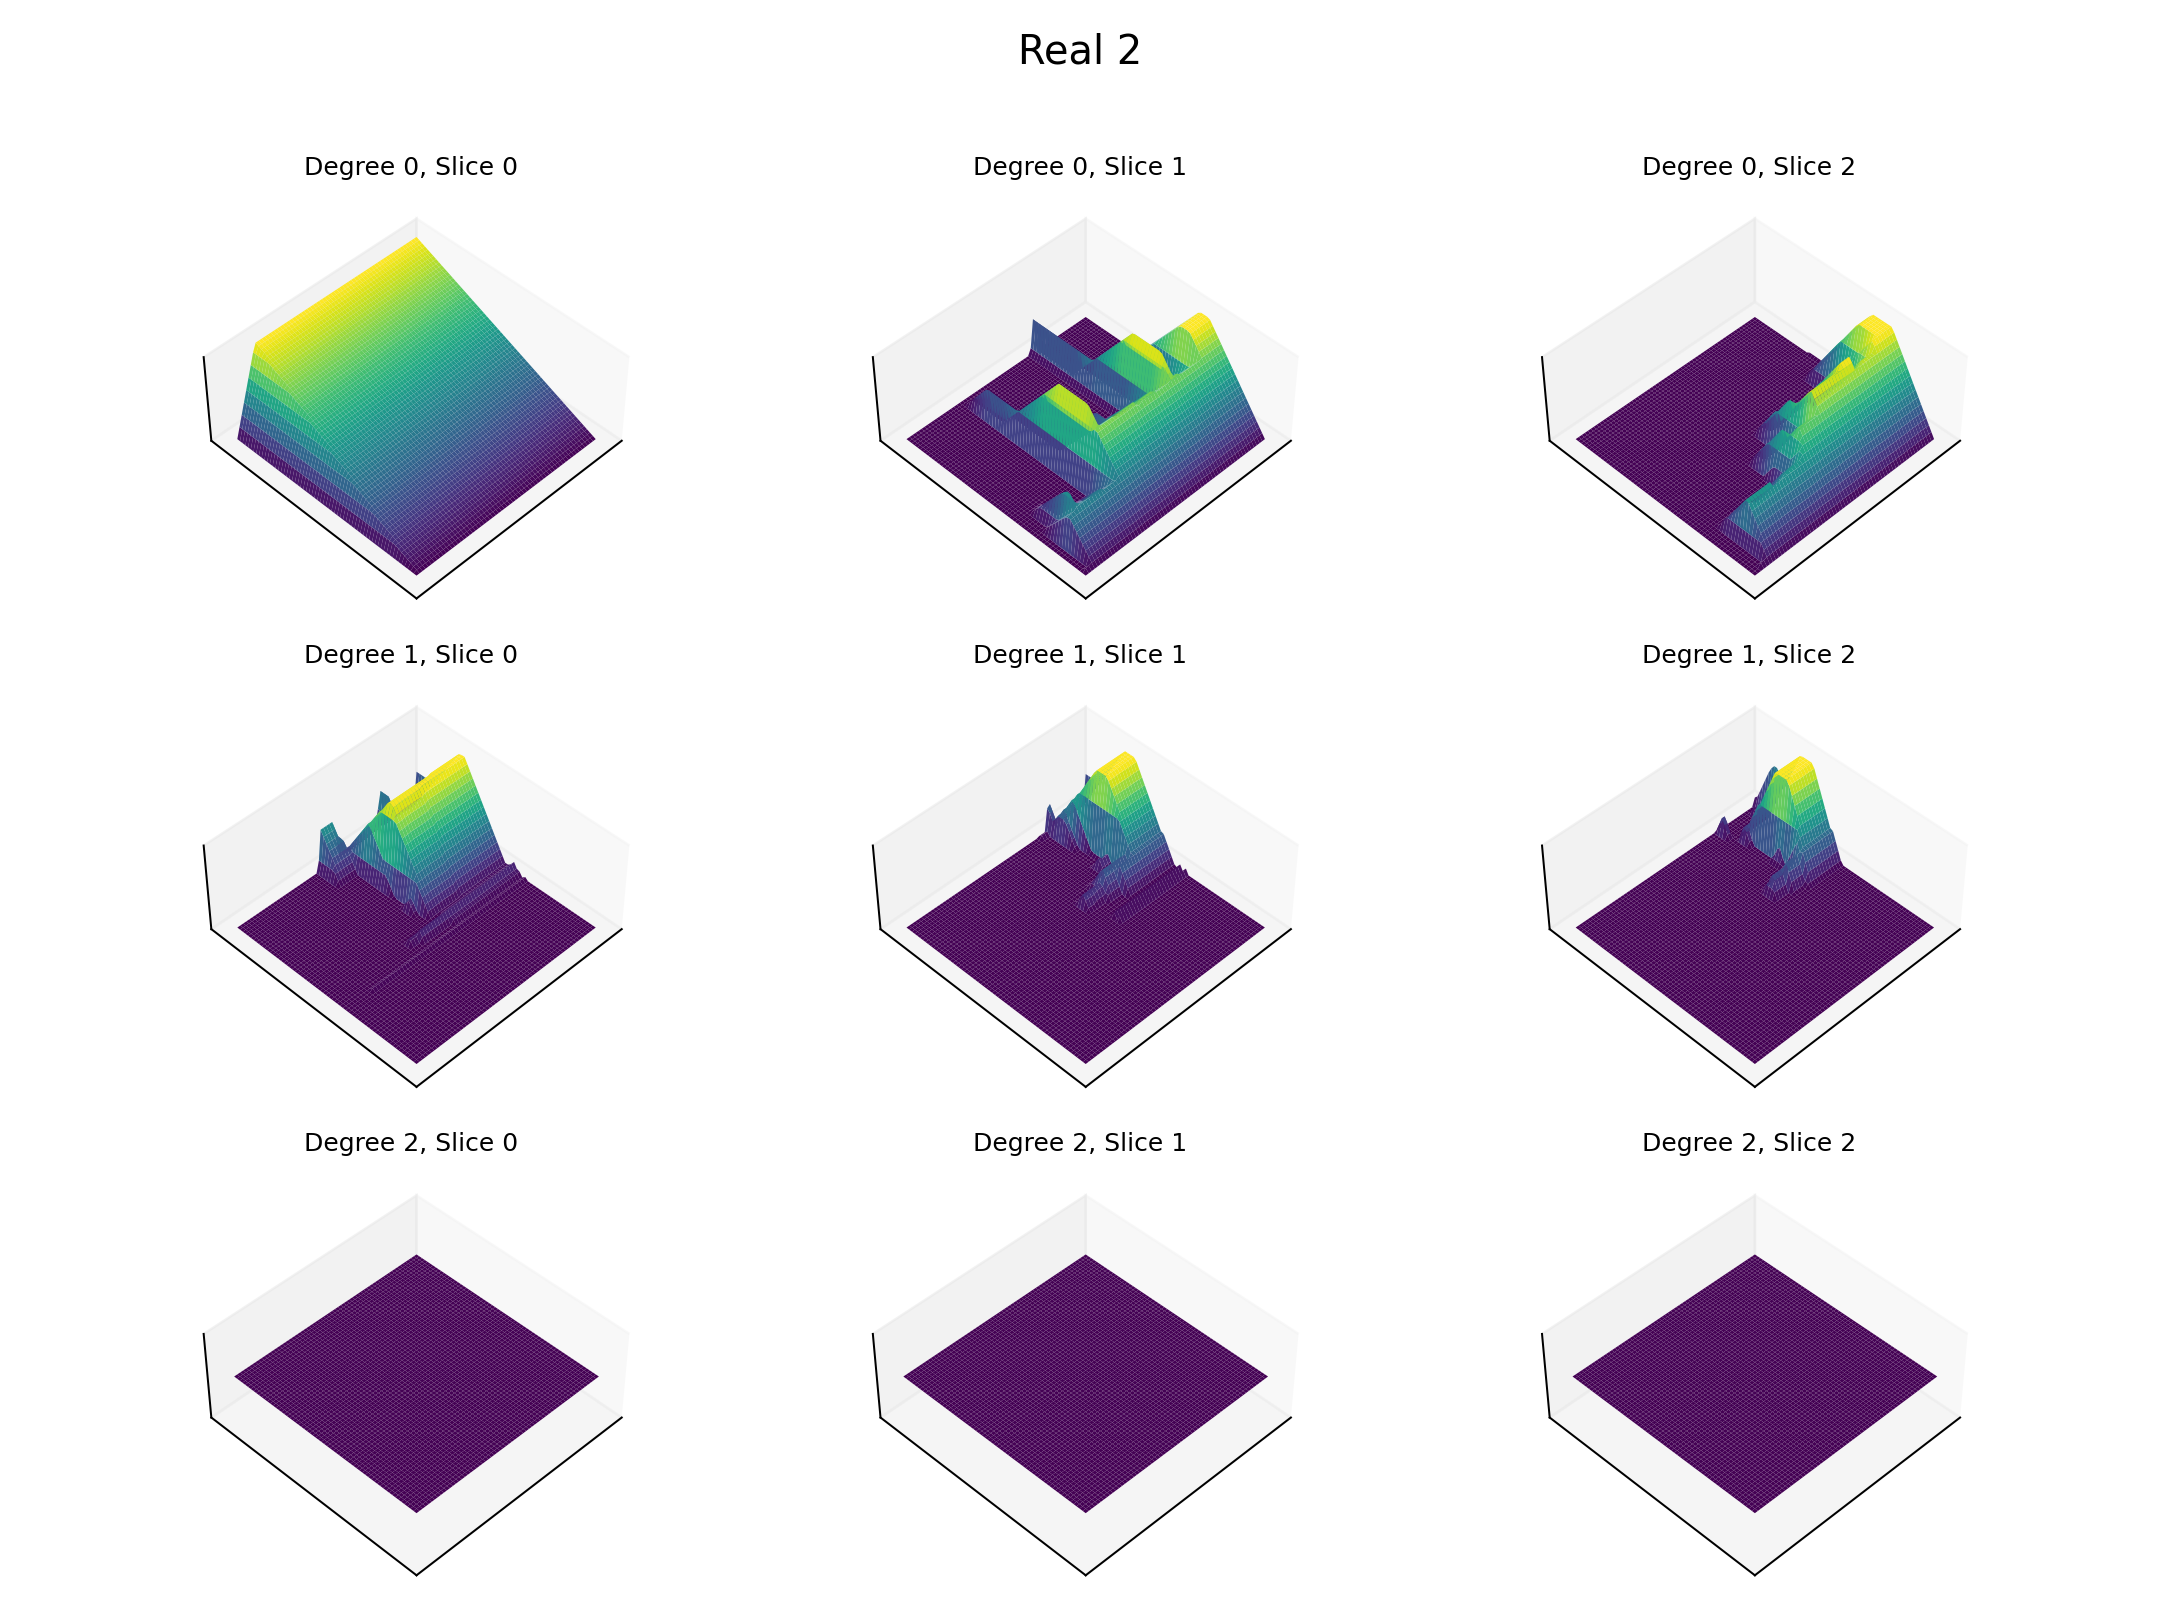 Real 2
Degree 0, Slice 0
Degree 0, Slice 1
Degree 0, Slice 2
Degree 1, Slice 0
Degree 1, Slice 1
Degree 1, Slice 2
Degree 2, Slice 0
Degree 2, Slice 1
Degree 2, Slice 2